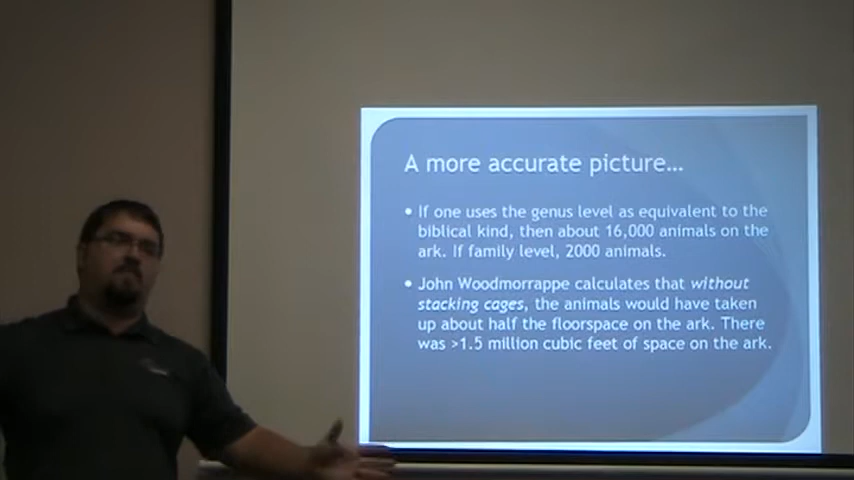 A more accurate picture...
• If one uses the genus level as equivalent to the
biblical kind, then about 16,000 animals on the
ark. If family level, 2000 animals.
• John Woodmorrappe calculates that without
stacking cages, the animals would have taken
up about half the floorspace on the ark. There
was >1.5 million cubic feet of space on the ark.